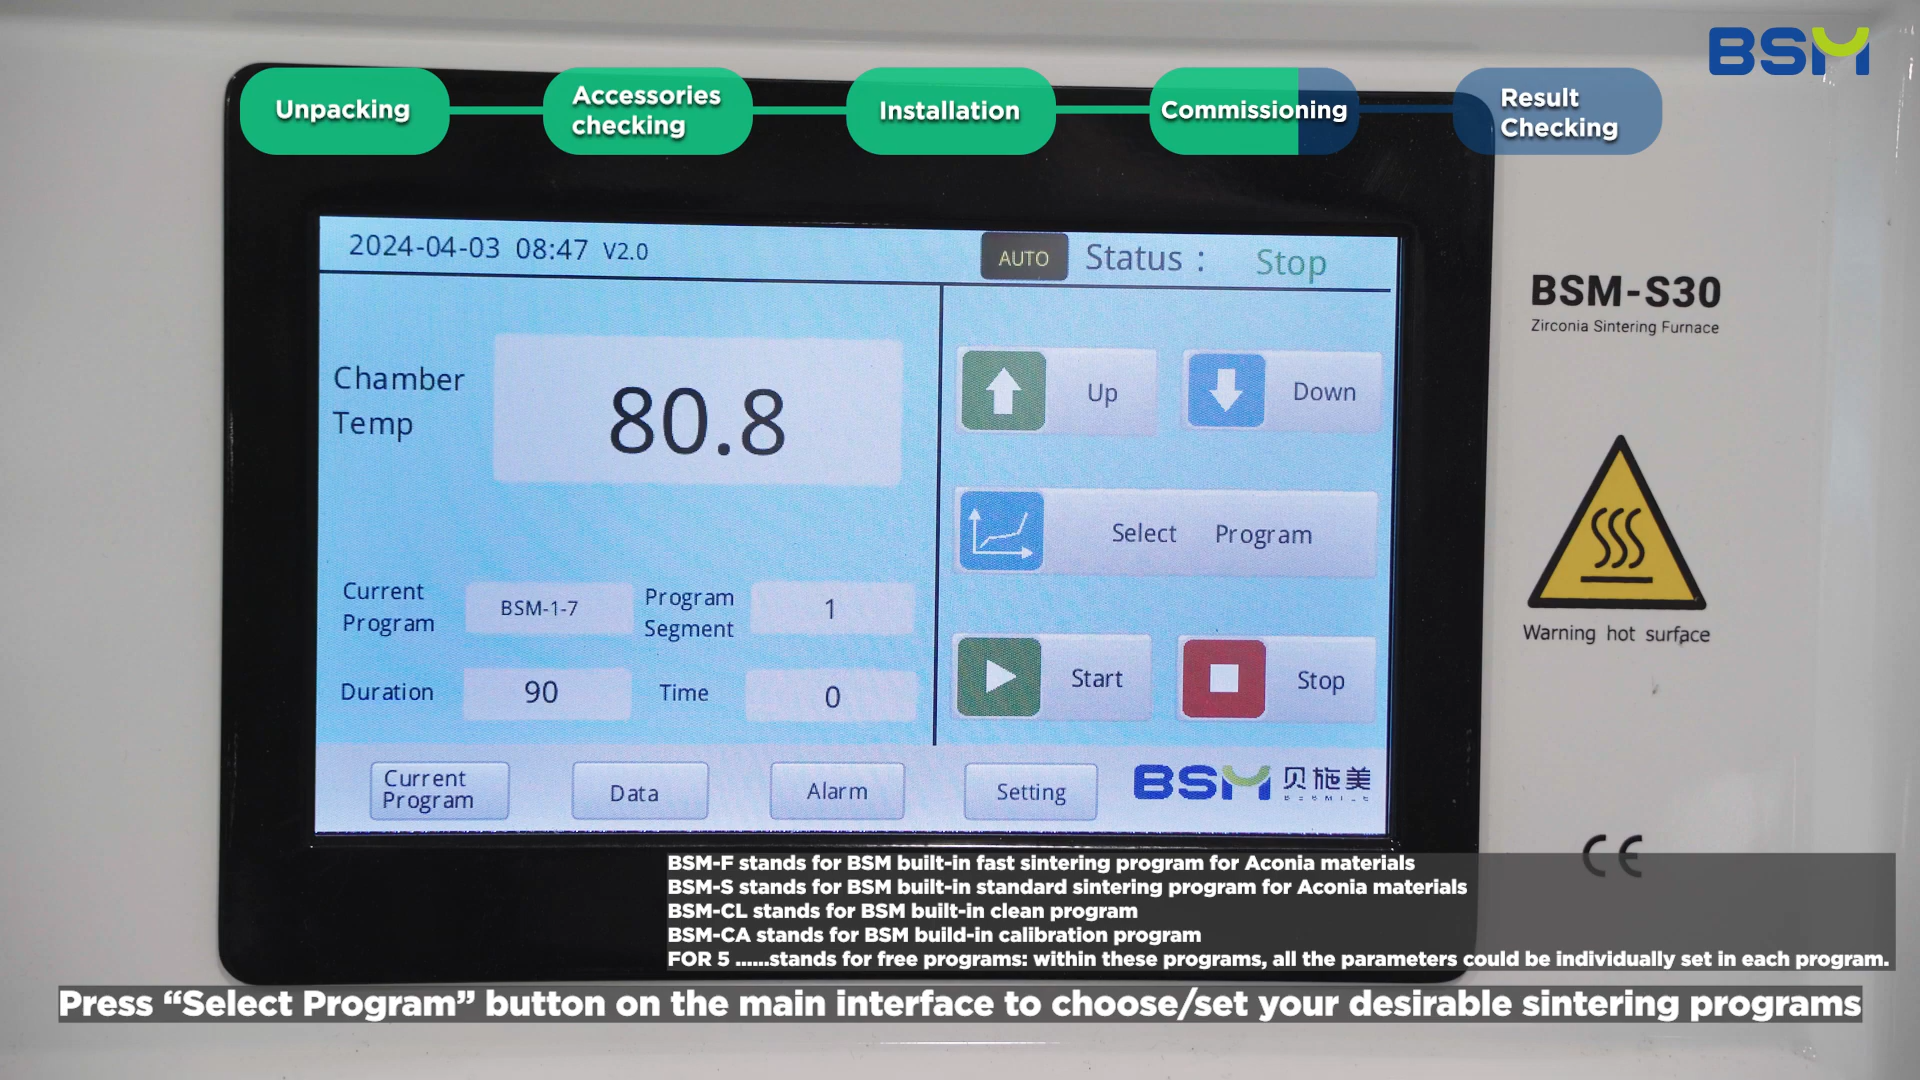 BSM
Unpacking
Accessories
checking
Installation
Commissioning
Result
Checking
2024-04-03 08:47 V2.0
AUTO Status : Stop
Chamber
Temp
80.8
Up
Down
Select Program
Current
Program
BSM-1-7
Program
Segment
1
Duration
90
Time
0
Start
Stop
Current
Program
Data
Alarm
Setting
BSM 贝施美
BSM-S30
Zirconia Sintering Furnace
Warning hot surface
CE
BSM-F stands for BSM built-in fast sintering program for Aconia materials
BSM-S stands for BSM built-in standard sintering program for Aconia materials
BSM-CL stands for BSM built-in clean program
BSM-CA stands for BSM build-in calibration program
FOR 5 ......stands for free programs: within these programs, all the parameters could be individually set in each program.
Press “Select Program” button on the main interface to choose/set your desirable sintering programs